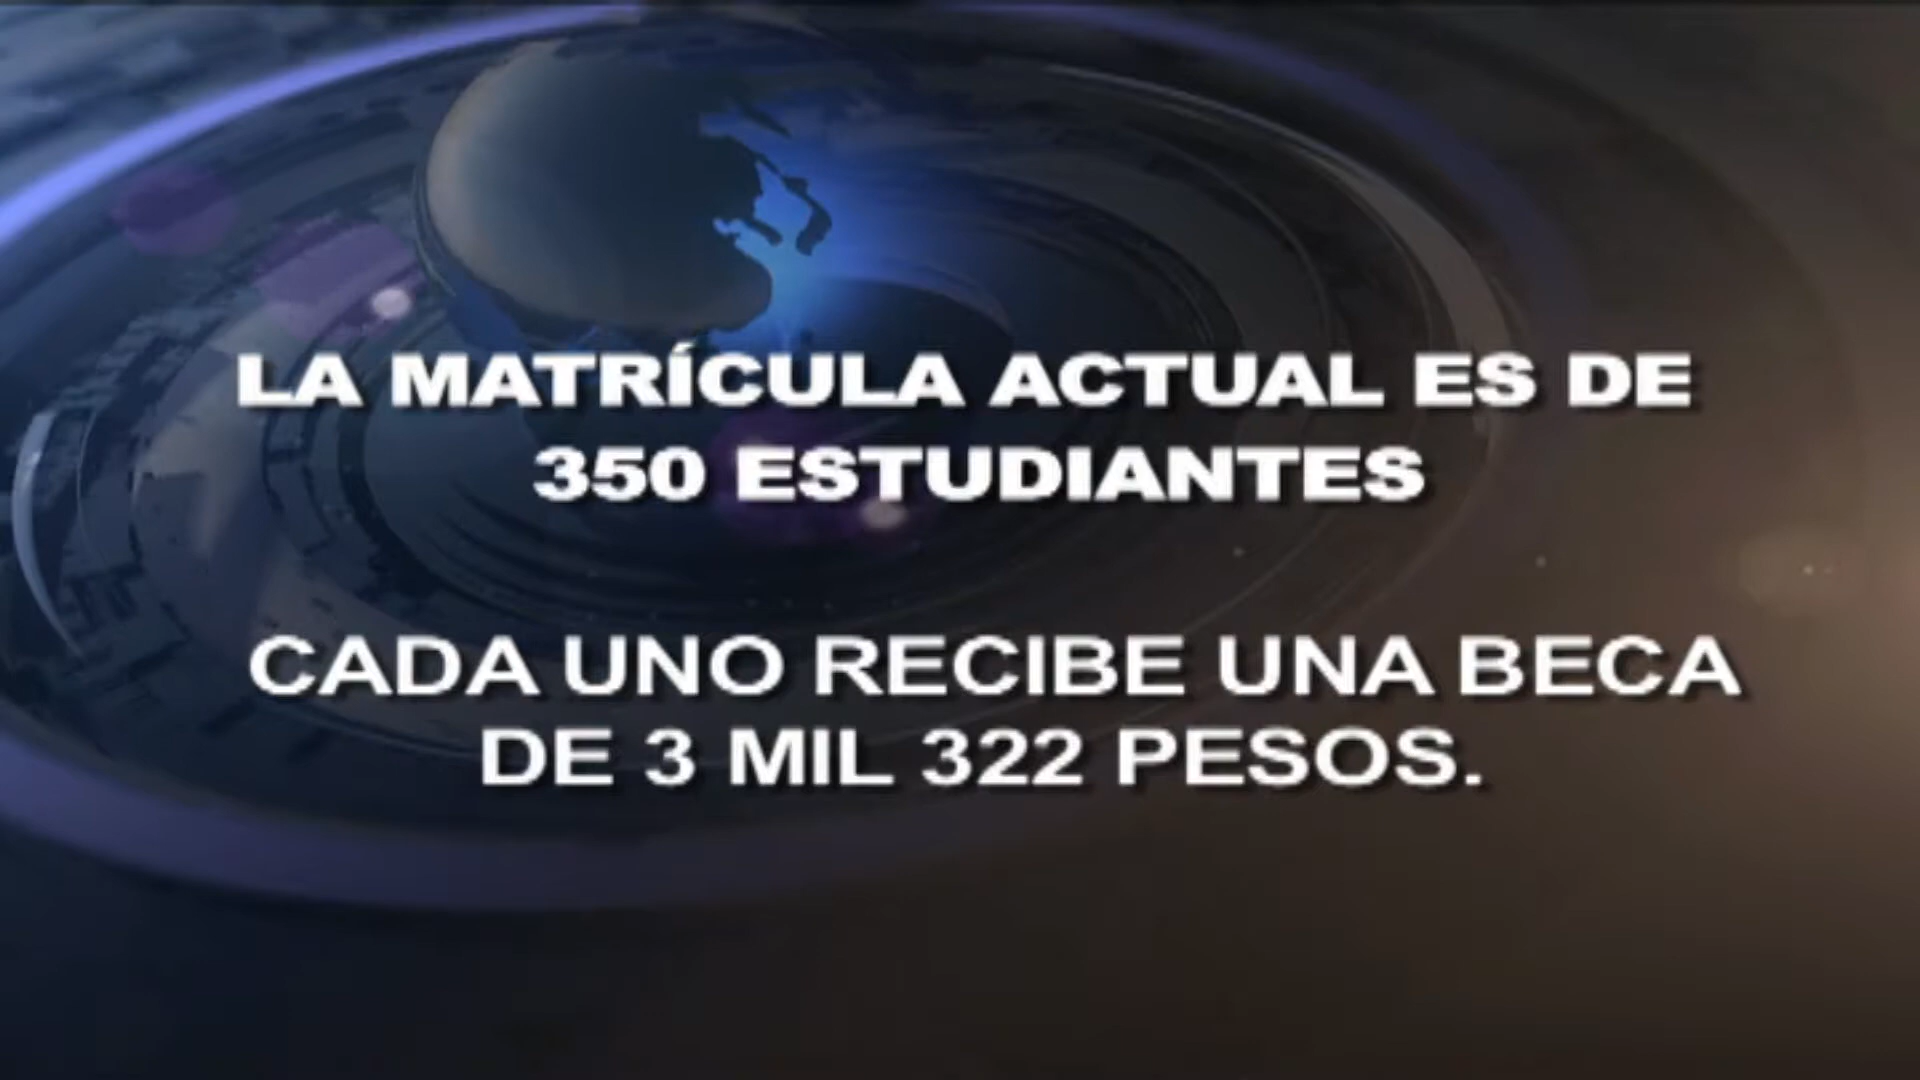 LA MATRÍCULA ACTUAL ES DE
350 ESTUDIANTES
CADA UNO RECIBE UNA BECA
DE 3 MIL 322 PESOS.